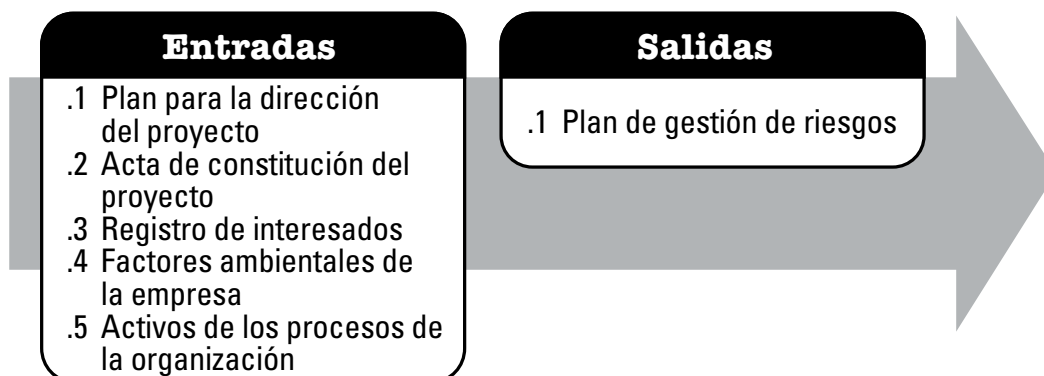 Entradas
.1 Plan para la dirección
del proyecto
.2 Acta de constitución del
proyecto
.3 Registro de interesados
.4 Factores ambientales de
la empresa
.5 Activos de los procesos de
la organización
Salidas
.1 Plan de gestión de riesgos